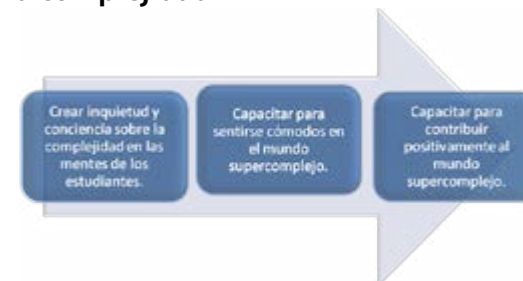 Crear inquietud y
conciencia sobre la
complejidad en las
mentes de los
estudiantes.
Capacitar para
sentirse cómodos en
el mundo
supercomplejo.
Capacitar para
contribuir
positivamente al
mundo
supercomplejo.